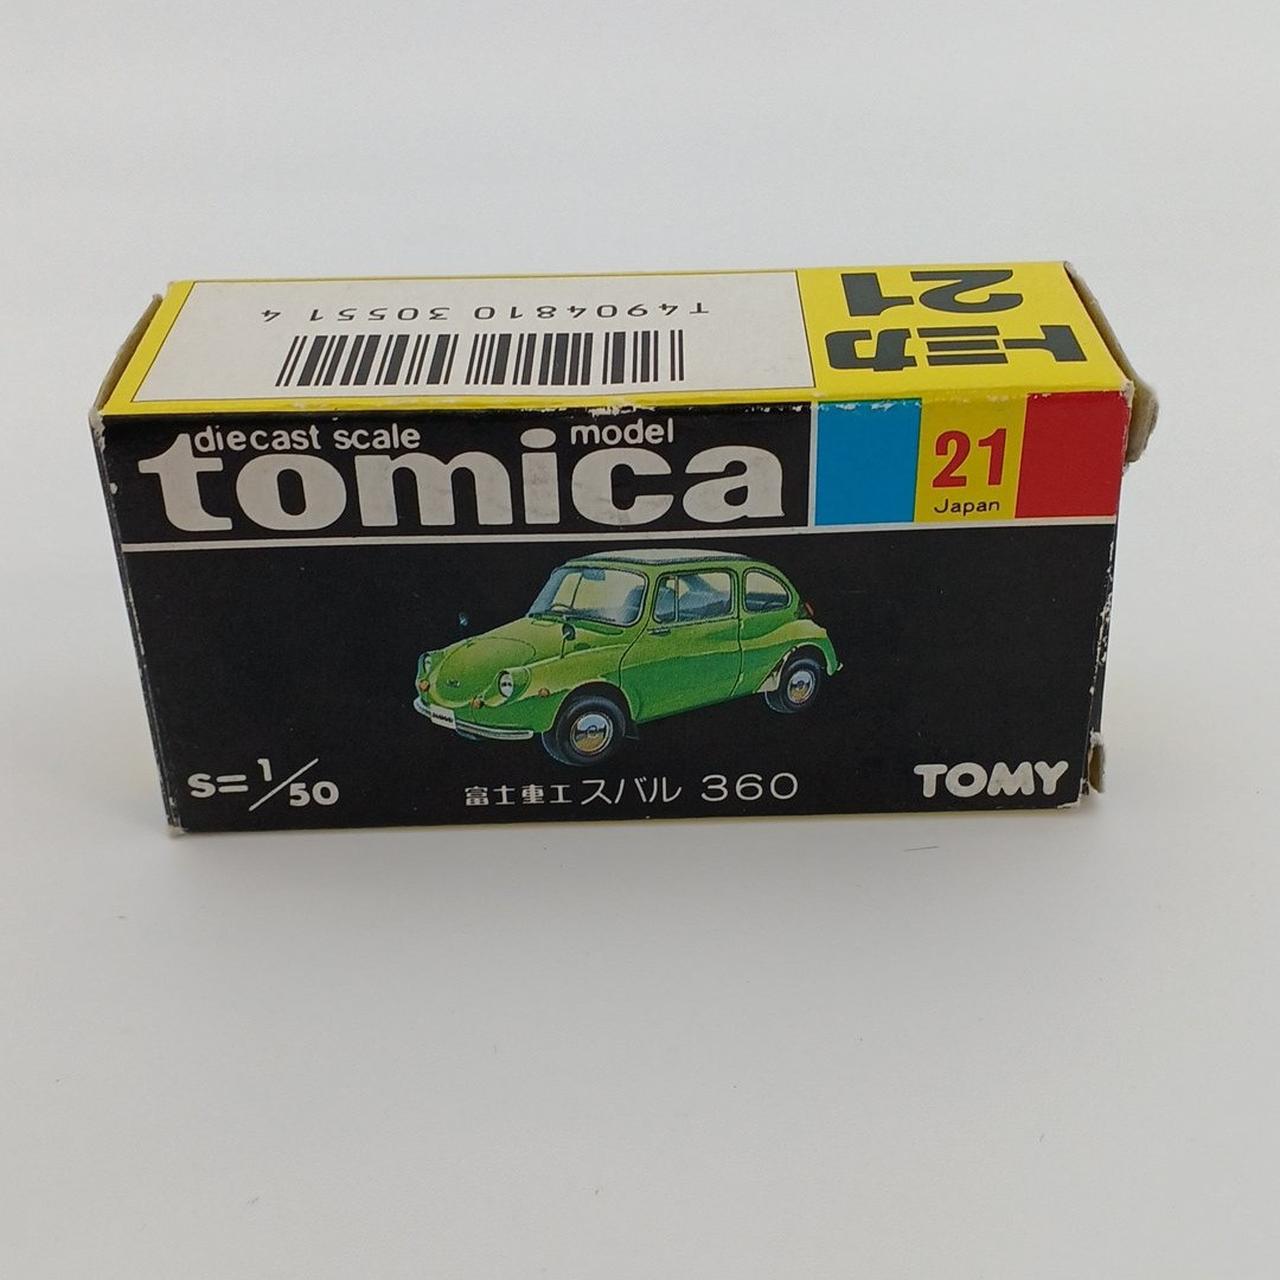 T4904810 30551 4
トミカ
21
diecast scale model
tomica
21
Japan
S=1/50
富士重工 スバル 360
TOMY